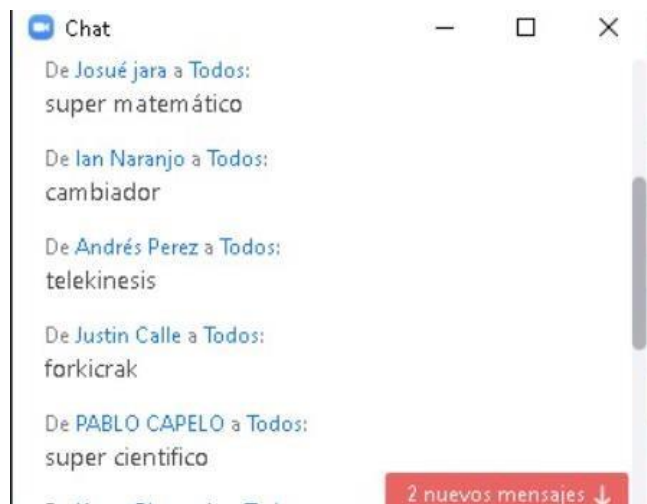 Chat
De Josué jara a Todos:
super matemático
De Ian Naranjo a Todos:
cambiador
De Andrés Perez a Todos:
telekinesis
De Justin Calle a Todos:
forkicrak
De PABLO CAPELO a Todos:
super cientifico
2 nuevos mensajes